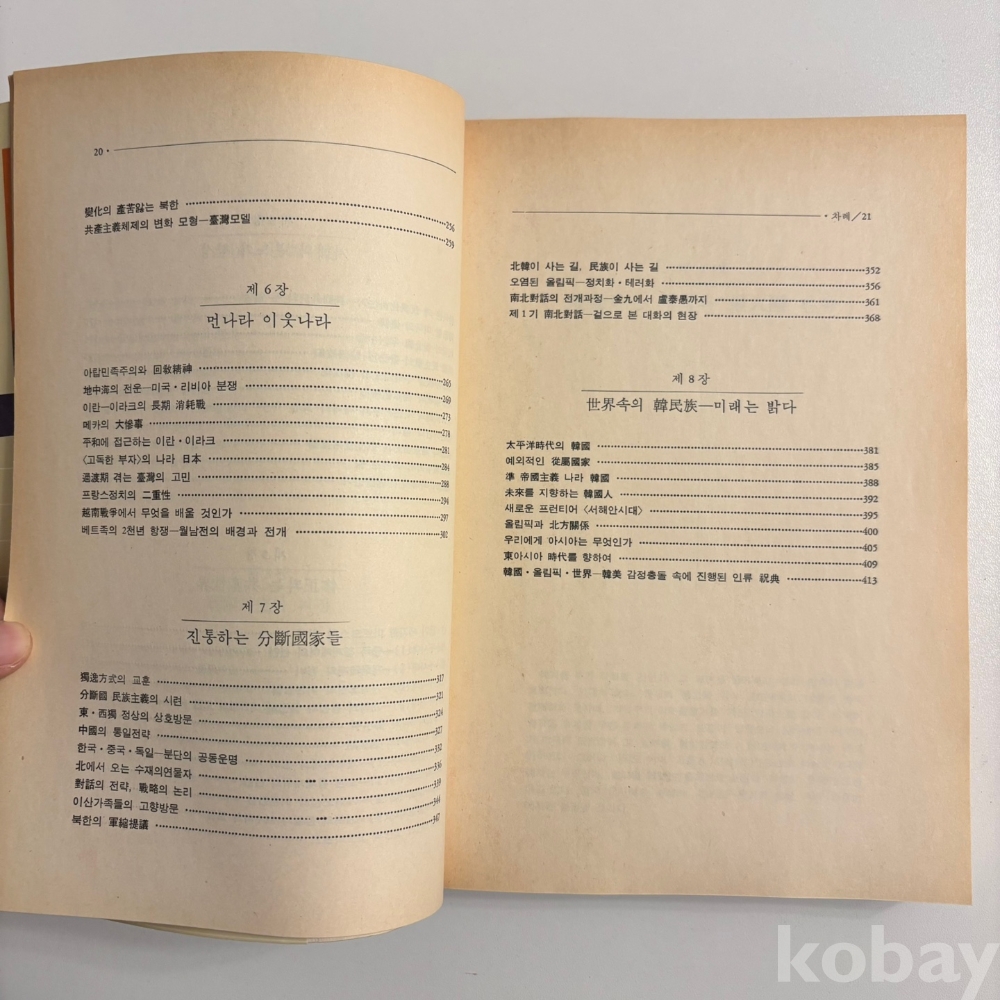 20 •
變化의 產苦앓는 북한 256
共產主義체제의 변화 모형—臺灣모델 259
제 6 장
먼나라 이웃나라
아랍민족주의와 回敎精神 265
地中海의 전운—미국·리비아 분쟁 269
이란—이라크의 長期 消耗戰 273
메카의 大慘事 278
平和에 접근하는 이란·이라크 281
〈고독한 부자〉의 나라 日本 284
過渡期 겪는 臺灣의 고민 288
프랑스정치의 二重性 294
越南戰爭에서 무엇을 배울 것인가 297
베트족의 2천년 항쟁—월남전의 배경과 전개 302
제 7 장
진통하는 分斷國家들
獨逸方式의 교훈 317
分斷國 民族主義의 시련 321
東·西獨 정상의 상호방문 324
中國의 통일전략 327
한국·중국·독일—분단의 공동운명 332
北에서 오는 수재의연물자 336
對話의 전략, 戰略의 논리 339
이산가족들의 고향방문 344
북한의 軍縮提議 347
• 차례/21
北韓이 사는 길, 民族이 사는 길 352
오염된 올림픽—정치화·테러화 356
南北對話의 전개과정—金九에서 盧泰愚까지 361
제 1 기 南北對話—겉으로 본 대화의 현장 368
제 8 장
世界속의 韓民族—미래는 밝다
太平洋時代의 韓國 381
예외적인 從屬國家 385
準 帝國主義 나라 韓國 388
未來를 지향하는 韓國人 392
새로운 프런티어 〈서해안시대〉 395
올림픽과 北方關係 400
우리에게 아시아는 무엇인가 405
東아시아 時代를 향하여 409
韓國·올림픽·世界—韓美 감정충돌 속에 진행된 인류 祝典 413
kobay